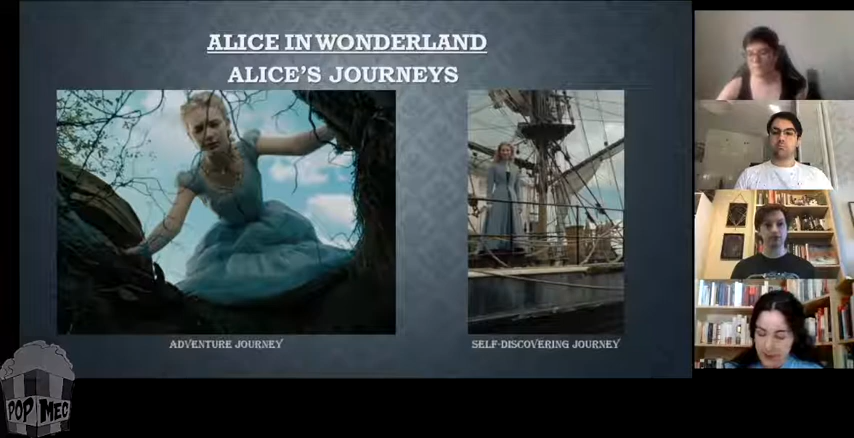 ALICE IN WONDERLAND
ALICE'S JOURNEYS
ADVENTURE JOURNEY
SELF-DISCOVERING JOURNEY
POP MEC